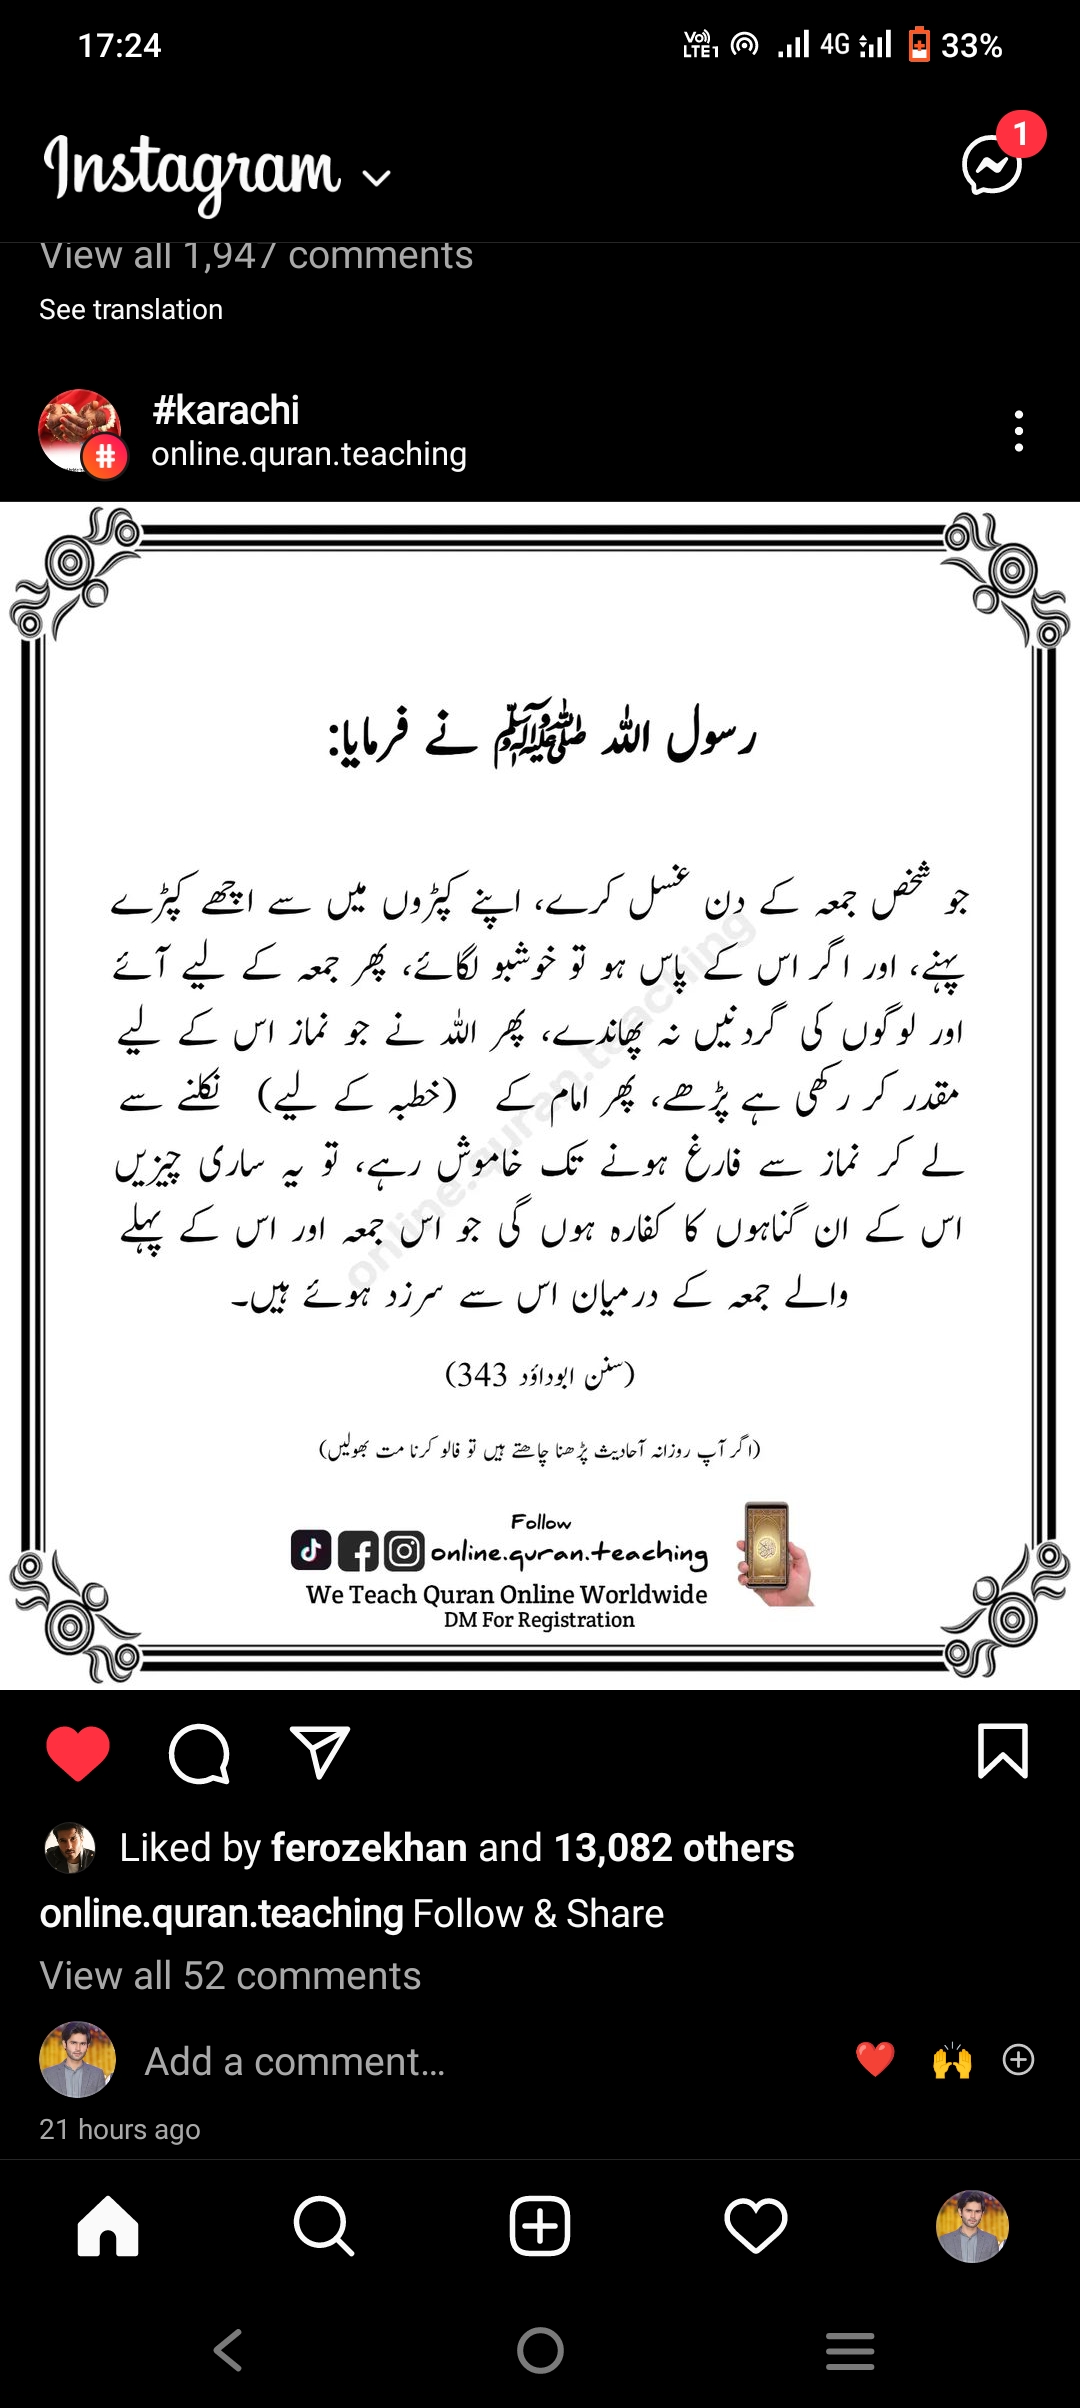 17:24
Vo)) LTE1 4G 33%
Instagram
1
View all 1,947 comments
See translation
#karachi
online.quran.teaching
رسول اللہ ﷺ نے فرمایا:
جو شخص جمعہ کے دن غسل کرے، اپنے کپڑوں میں سے اچھے کپڑے
پہنے، اور اگر اس کے پاس ہو تو خوشبو لگائے، پھر جمعہ کے لیے آئے
اور لوگوں کی گردنیں نہ پھاندے، پھر اللہ نے جو نماز اس کے لیے
مقدر کر رکھی ہے پڑھے، پھر امام کے (خطبہ کے لیے) نکلنے سے
لے کر نماز سے فارغ ہونے تک خاموش رہے، تو یہ ساری چیزیں
اس کے ان گناہوں کا کفارہ ہوں گی جو اس جمعہ اور اس کے پہلے
والے جمعہ کے درمیان اس سے سرزد ہوئے ہیں۔
(سنن ابوداؤد 343)
(اگر آپ روزانہ آحادیث پڑھنا چاھتے ہیں تو فالو کرنا مت بھولیں)
online.quran.teaching
Follow
online.quran.teaching
We Teach Quran Online Worldwide
DM For Registration
Liked by ferozekhan and 13,082 others
online.quran.teaching Follow & Share
View all 52 comments
Add a comment...
21 hours ago